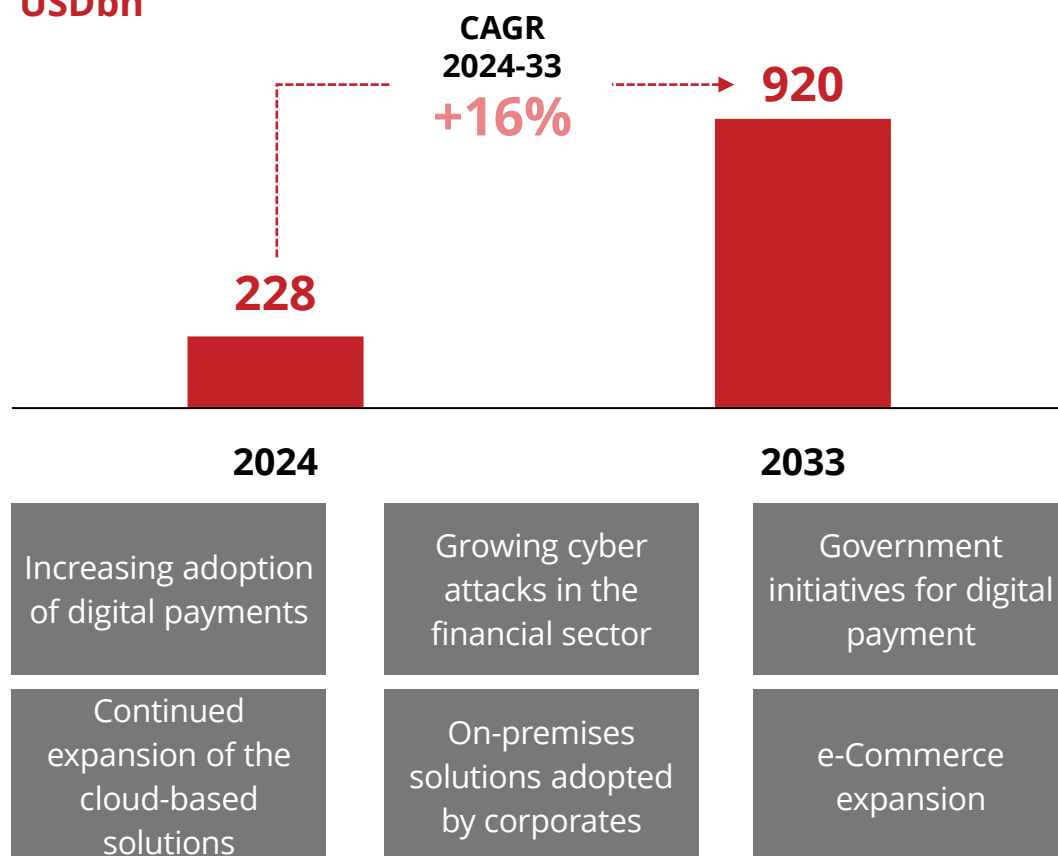 USDbn
CAGR
2024-33
+16%
920
228
2024
2033
Increasing adoption
of digital payments
Growing cyber
attacks in the
financial sector
Government
initiatives for digital
payment
Continued
expansion of the
cloud-based
solutions
On-premises
solutions adopted
by corporates
e-Commerce
expansion